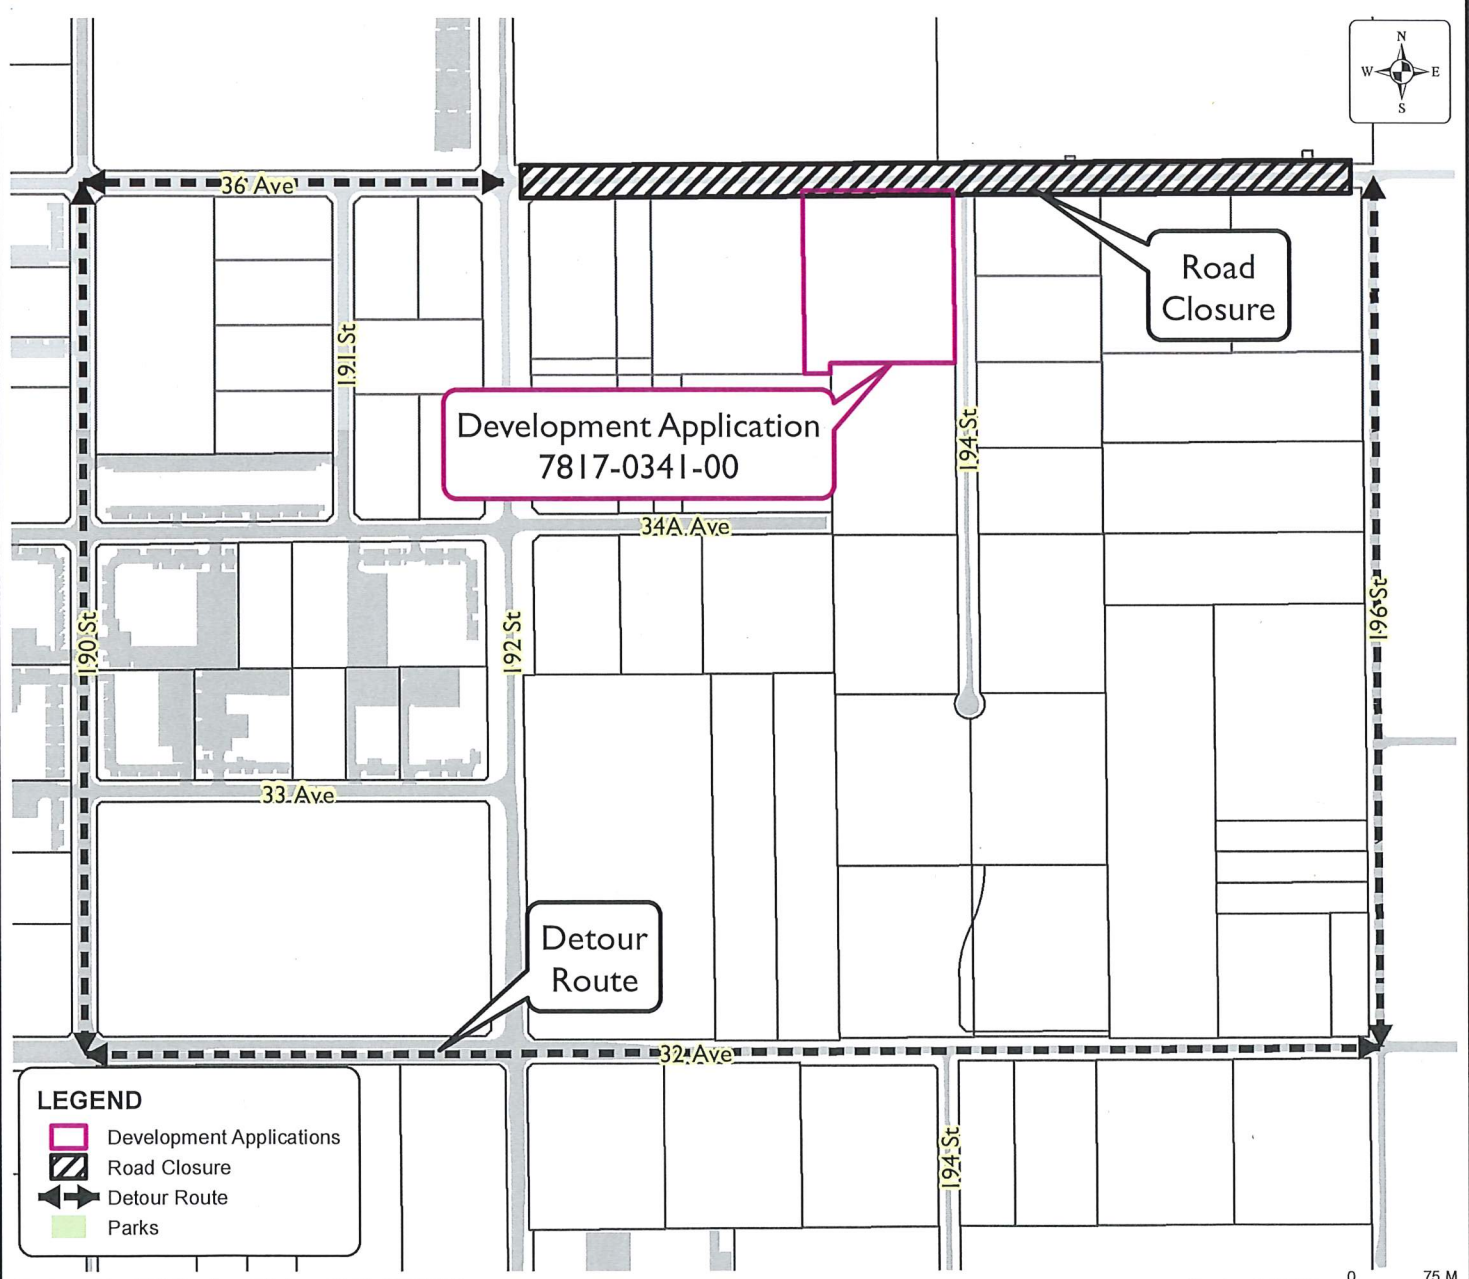 N
W E
S
36 Ave
Road
Closure
191 St
Development Application
7817-0341-00
194 St
34A Ave
190 St
192 St
196 St
33 Ave
Detour
Route
32 Ave
194 St
LEGEND
Development Applications
Road Closure
Detour Route
Parks
0 75 M